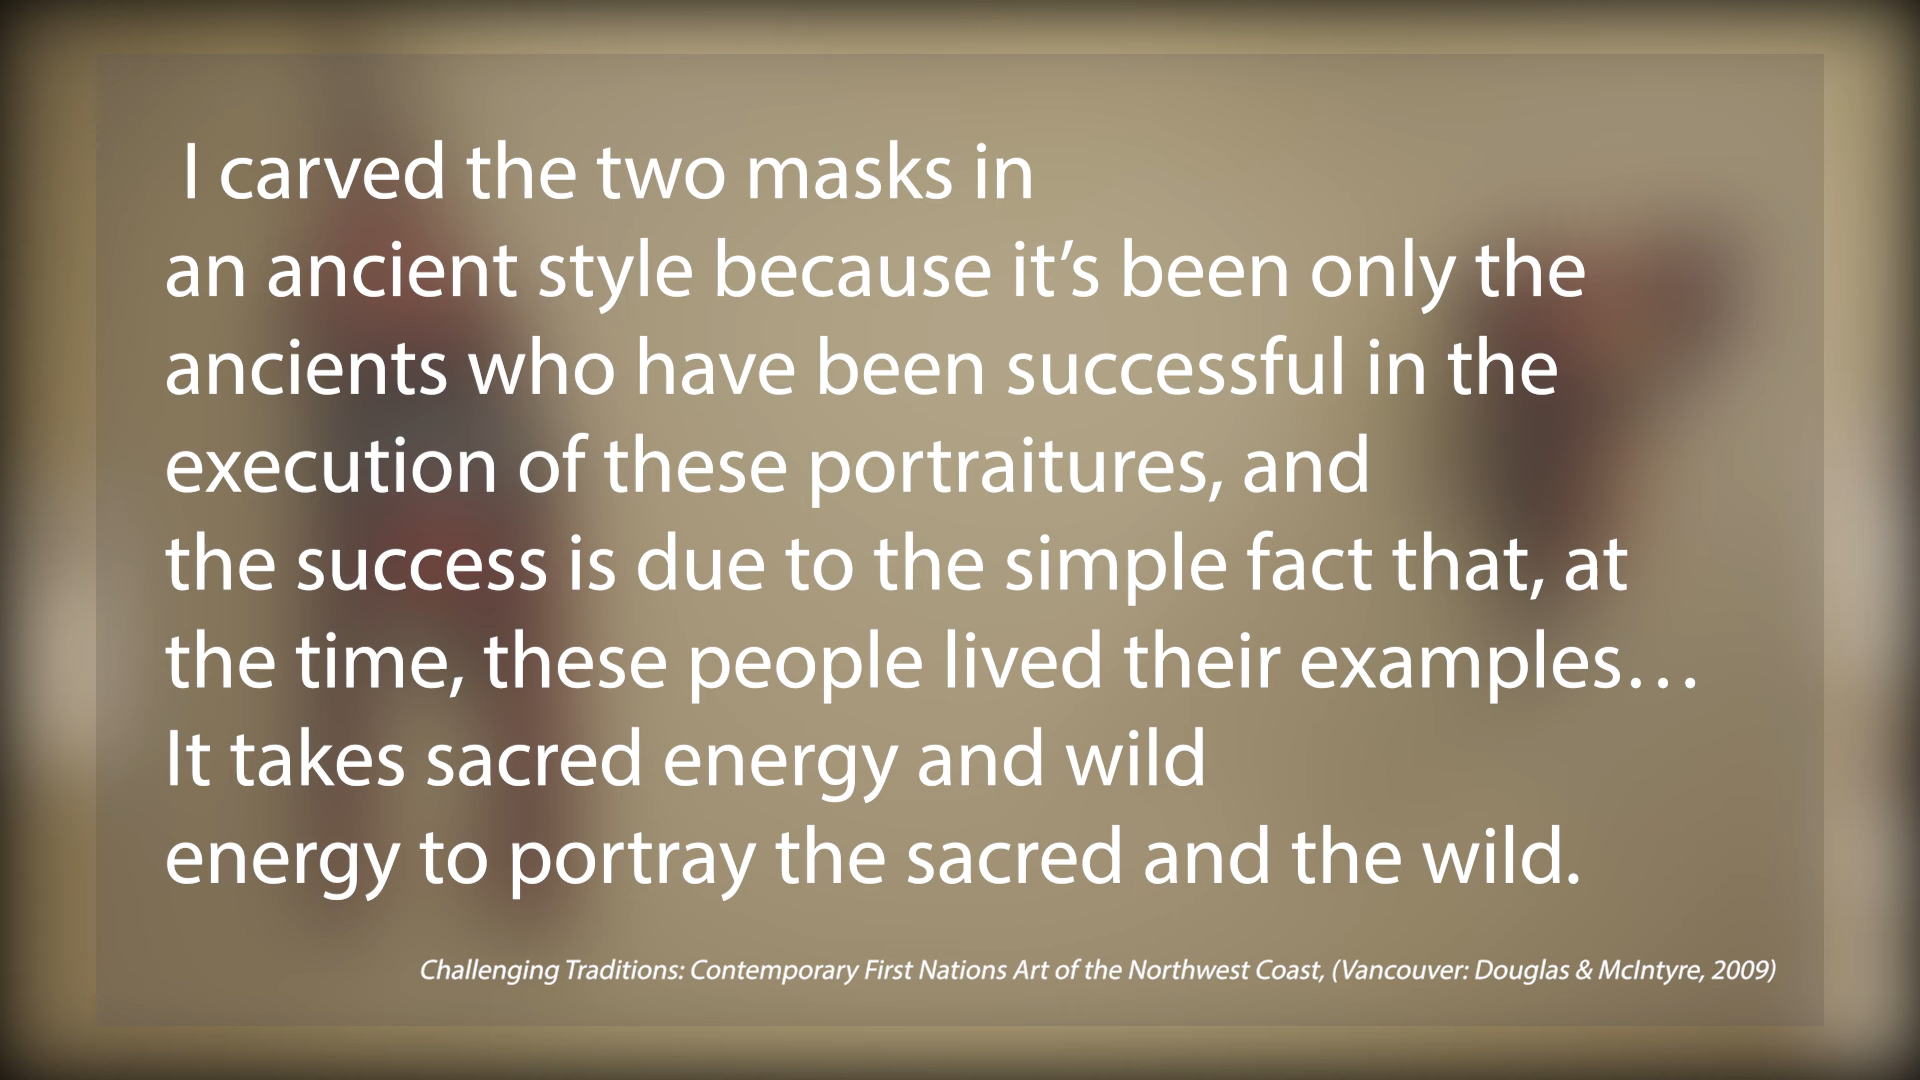 I carved the two masks in
an ancient style because it’s been only the
ancients who have been successful in the
execution of these portraitures, and
the success is due to the simple fact that, at
the time, these people lived their examples…
It takes sacred energy and wild
energy to portray the sacred and the wild.
Challenging Traditions: Contemporary First Nations Art of the Northwest Coast, (Vancouver: Douglas & McIntyre, 2009)